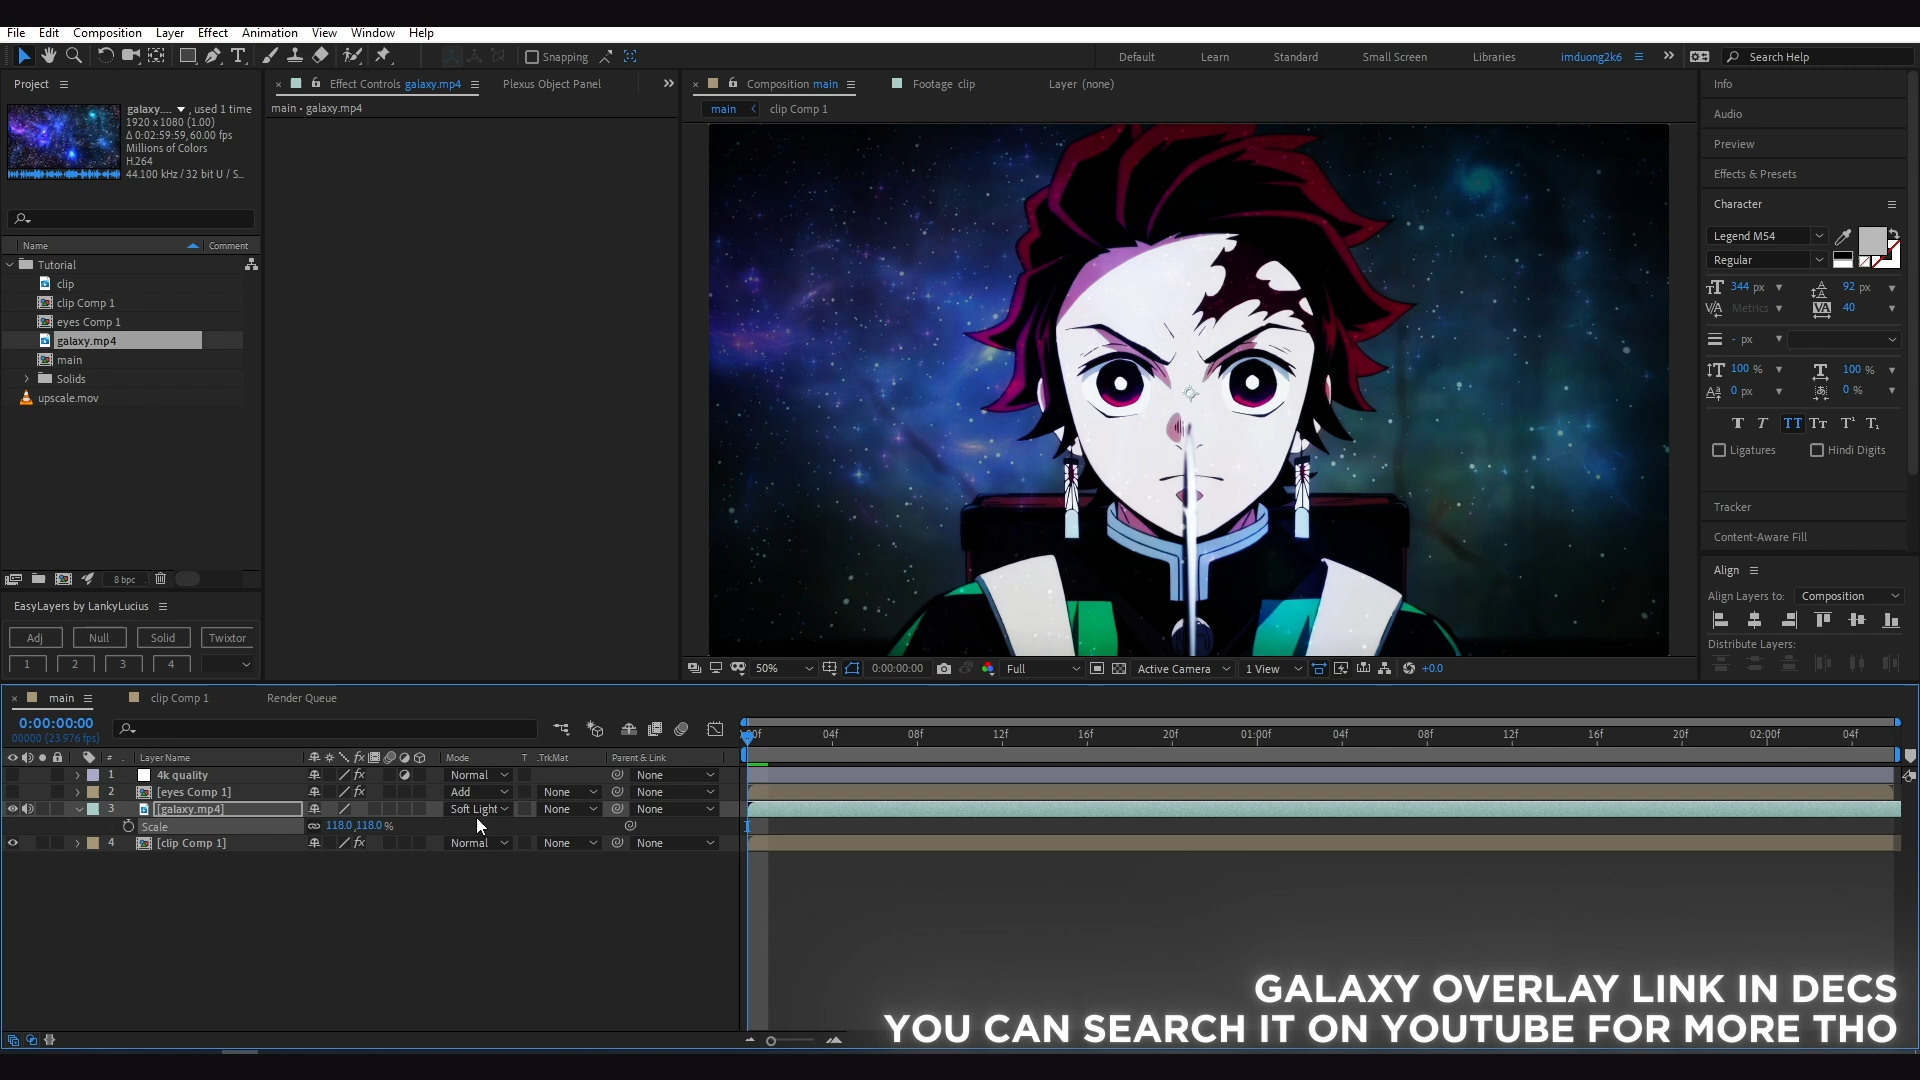 File Edit Composition Layer Effect Animation View Window Help
Snapping
Default Learn Standard Small Screen Libraries imduong2k6 Search Help
Project
galaxy.... , used 1 time
1920 x 1080 (1.00)
Δ 0:02:59:59, 60.00 fps
Millions of Colors
H.264
44.100 kHz / 32 bit U / S...
Name Comment
Tutorial
clip
clip Comp 1
eyes Comp 1
galaxy.mp4
main
Solids
upscale.mov
8 bpc
EasyLayers by LankyLucius
Adj Null Solid Twixtor
1 2 3 4
Effect Controls galaxy.mp4 Plexus Object Panel
main • galaxy.mp4
Composition main Footage clip Layer (none)
main clip Comp 1
50% 0:00:00:00 Full Active Camera 1 View +0.0
Info
Audio
Preview
Effects & Presets
Character
Legend M54
Regular
344 px 92 px
Metrics 40
- px
100 % 100 %
0 px 0 %
T T TT Tt T¹ T₁
Ligatures Hindi Digits
Tracker
Content-Aware Fill
Align
Align Layers to: Composition
Distribute Layers:
main clip Comp 1 Render Queue
0:00:00:00
00000 (23.976 fps)
04f 08f 12f 16f 20f 01:00f 04f 08f 12f 16f 20f 02:00f 04f
# Layer Name fx Mode T .TrkMat Parent & Link
1 4k quality fx Normal None
2 [eyes Comp 1] fx Add None None
3 [galaxy.mp4] Soft Light None None
Scale 118.0,118.0 %
4 [clip Comp 1] fx Normal None None
GALAXY OVERLAY LINK IN DECS
YOU CAN SEARCH IT ON YOUTUBE FOR MORE THO